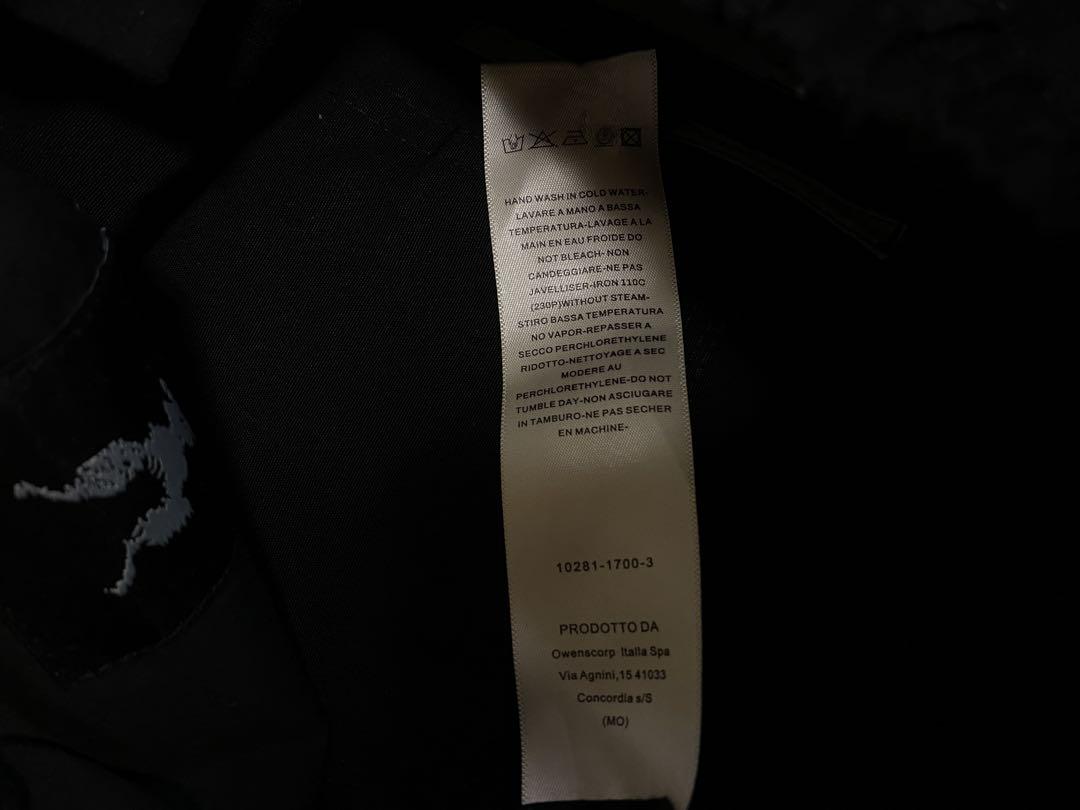 HAND WASH IN COLD WATER-
LAVARE A MANO A BASSA
TEMPERATURA-LAVAGE A LA
MAIN EN EAU FROIDE DO
NOT BLEACH- NON
CANDEGGIARE-NE PAS
JAVELLISER-IRON 110C
(230P)WITHOUT STEAM-
STIRO BASSA TEMPERATURA
NO VAPOR-REPASSER A
SECCO PERCHLORETHYLENE
RIDOTTO-NETTOYAGE A SEC
MODERE AU
PERCHLORETHYLENE-DO NOT
TUMBLE DAY-NON ASCIUGARE
IN TAMBURO-NE PAS SECHER
EN MACHINE-
10281-1700-3
PRODOTTO DA
Owenscorp Italla Spa
Via Agnini,15 41033
Concordia s/S
(MO)